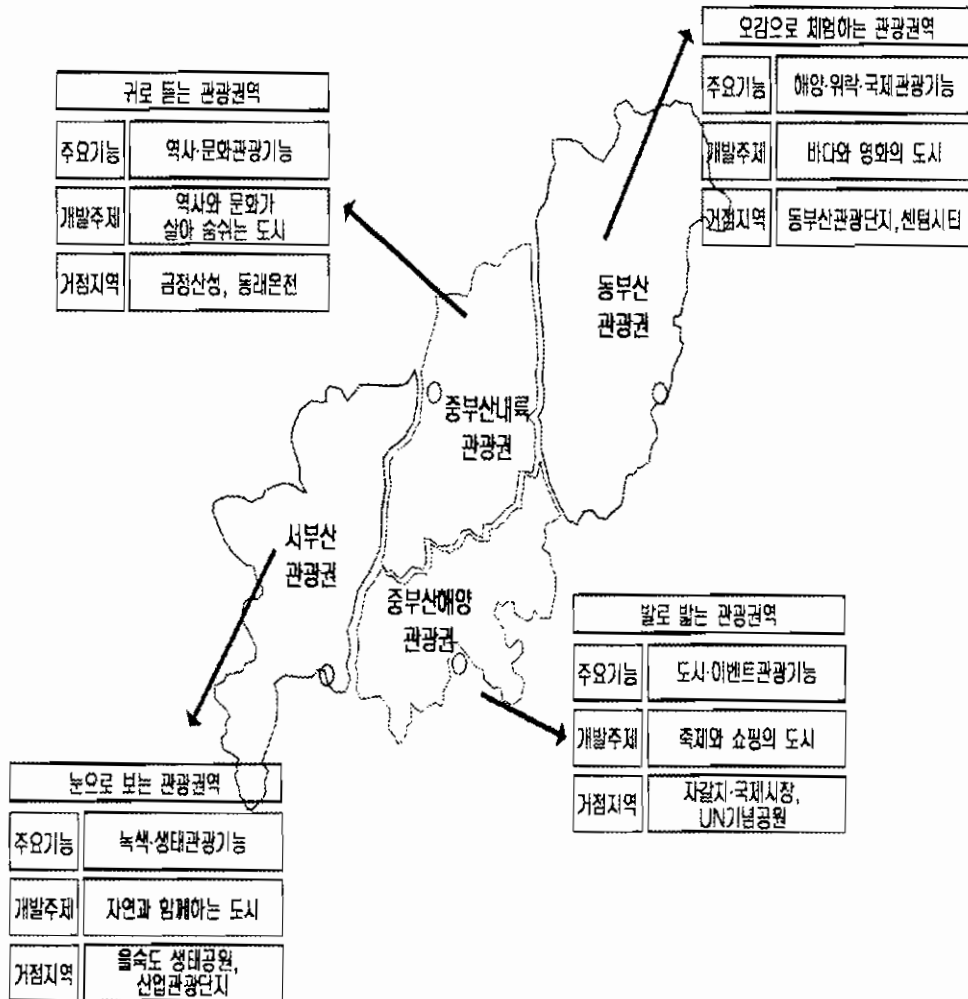 오감으로 체험하는 관광권역
주요기능
해양·위락·국제관광기능
개발주제
바다와 영화의 도시
거점지역
동부산관광단지, 센텀시티
귀로 듣는 관광권역
주요기능
역사·문화관광기능
개발주제
역사와 문화가
살아 숨쉬는 도시
거점지역
금정산성, 동래온천
동부산
관광권
중부산내륙
관광권
서부산
관광권
중부산해양
관광권
발로 밟는 관광권역
주요기능
도시·이벤트관광기능
개발주제
축제와 쇼핑의 도시
거점지역
자갈치·국제시장,
UN기념공원
눈으로 보는 관광권역
주요기능
녹색·생태관광기능
개발주제
자연과 함께하는 도시
거점지역
을숙도 생태공원,
산업관광단지